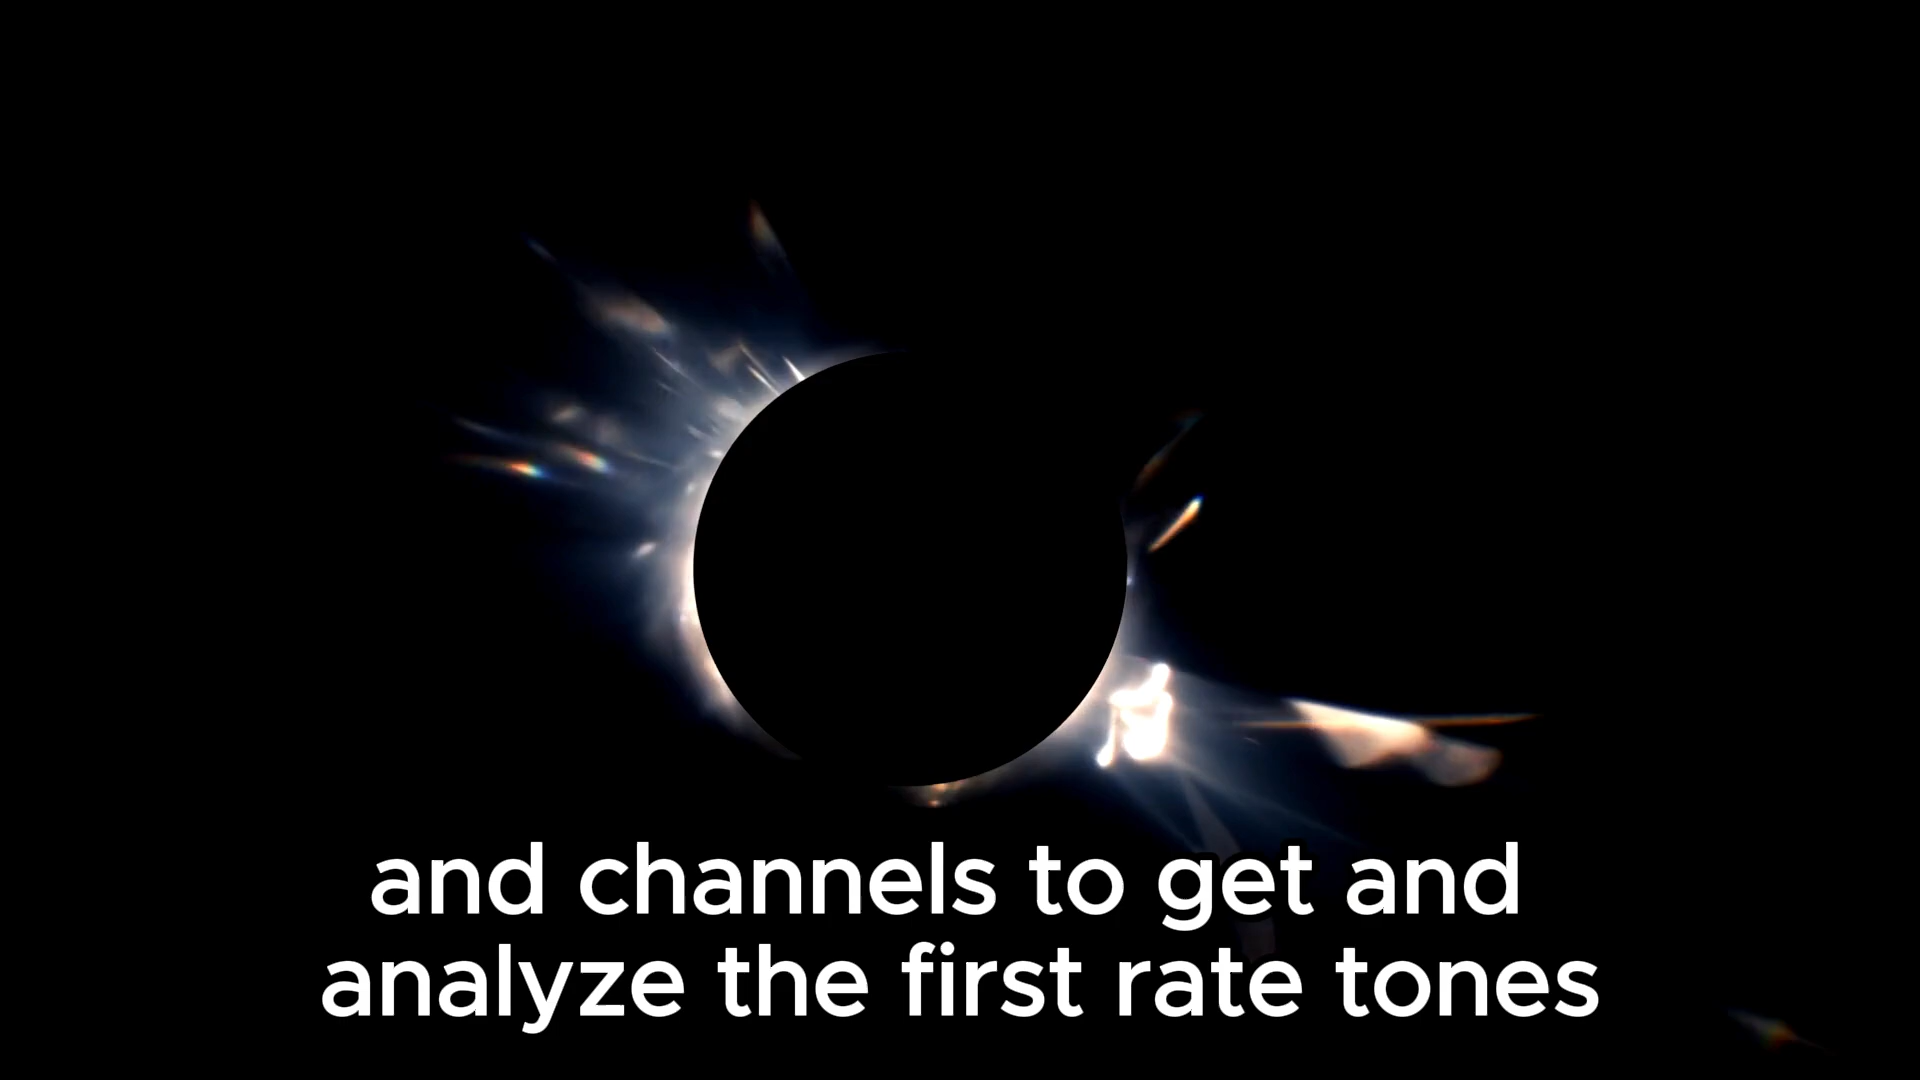 and channels to get and
analyze the first rate tones